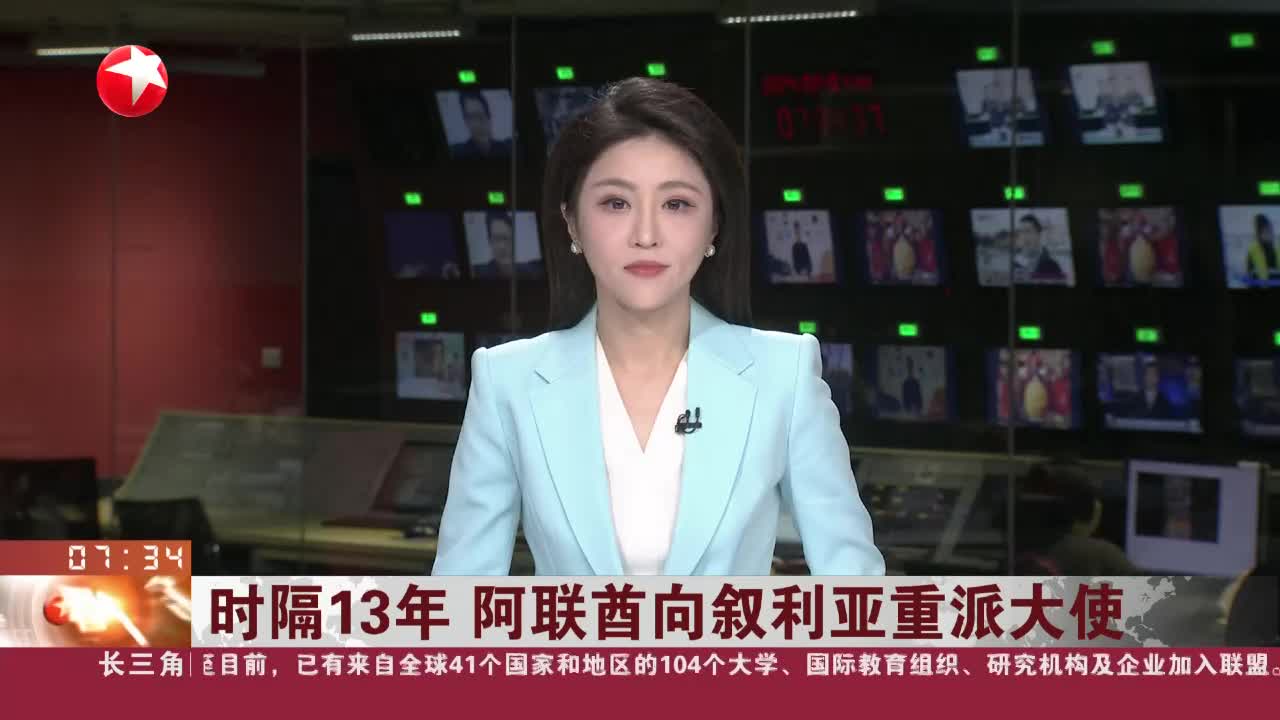 07:34
时隔13年 阿联酋向叙利亚重派大使
长三角 至目前，已有来自全球41个国家和地区的104个大学、国际教育组织、研究机构及企业加入联盟。